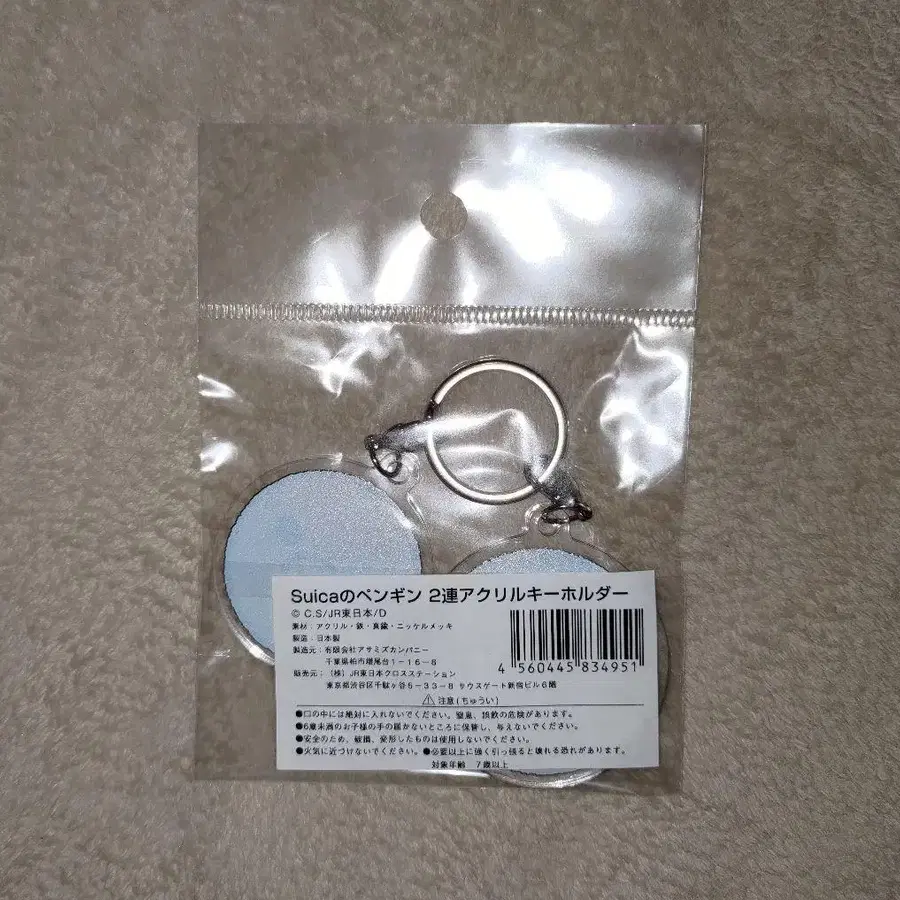 Suicaのペンギン 2連アクリルキーホルダー
© C.S/JR東日本/D
素材：アクリル・鉄・真鍮・ニッケルメッキ
製造：日本製
製造元：有限会社アサミズカンパニー
千葉県柏市増尾台1－16－8
販売元：（株）JR東日本クロスステーション
東京都渋谷区千駄ヶ谷5－33－8 サウスゲート新宿ビル6階
4 560445 834951
⚠ 注意(ちゅうい)
●口の中には絶対に入れないでください。窒息、誤飲の危険があります。
●6歳未満のお子様の手の届かないところに保管し、与えないでください。
●安全のため、破損、変形したものは使用しないでください。
●火気に近づけないでください。●必要以上に強く引っ張ると壊れる恐れがあります。
対象年齢 7歳以上